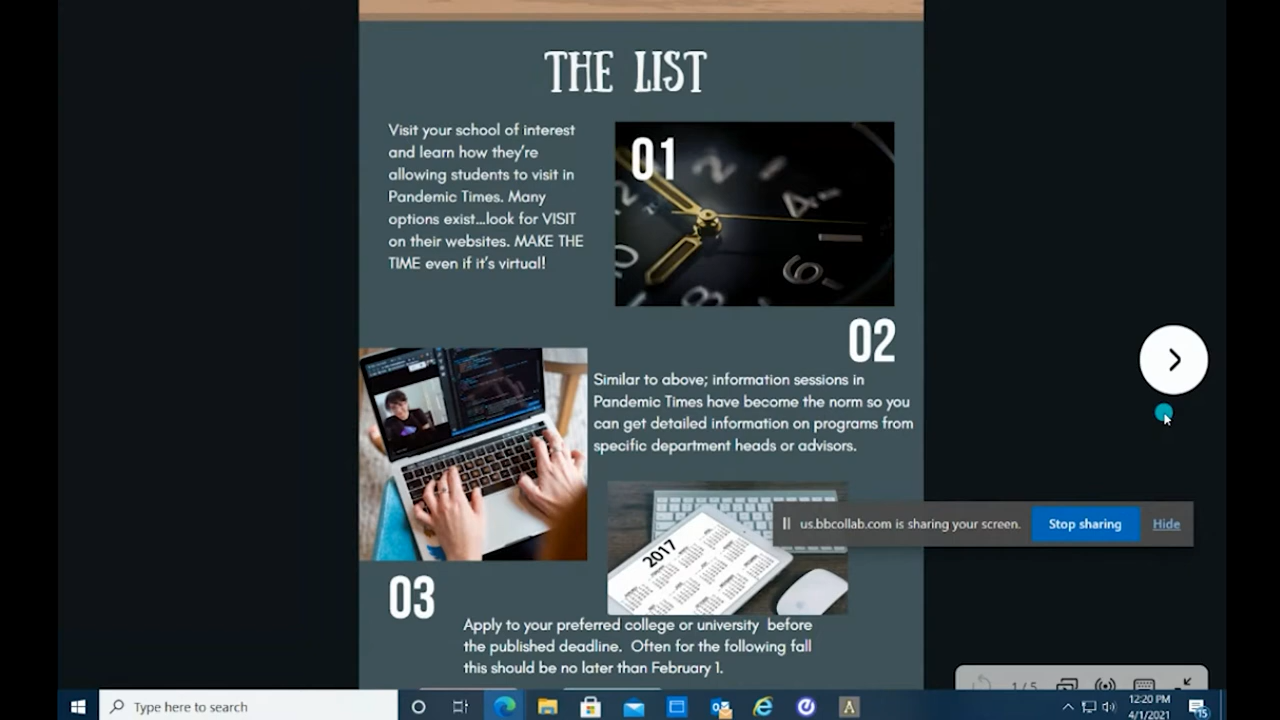 THE LIST
Visit your school of interest
and learn how they're
allowing students to visit in
Pandemic Times. Many
options exist...look for VISIT
on their websites. MAKE THE
TIME even if it's virtual!
01
02
Similar to above; information sessions in
Pandemic Times have become the norm so you
can get detailed information on programs from
specific department heads or advisors.
us.bbcollab.com is sharing your screen.
Stop sharing
Hide
2017
03
Apply to your preferred college or university before
the published deadline. Often for the following fall
this should be no later than February 1.
1/5
Type here to search
12:20 PM
4/1/2021
15